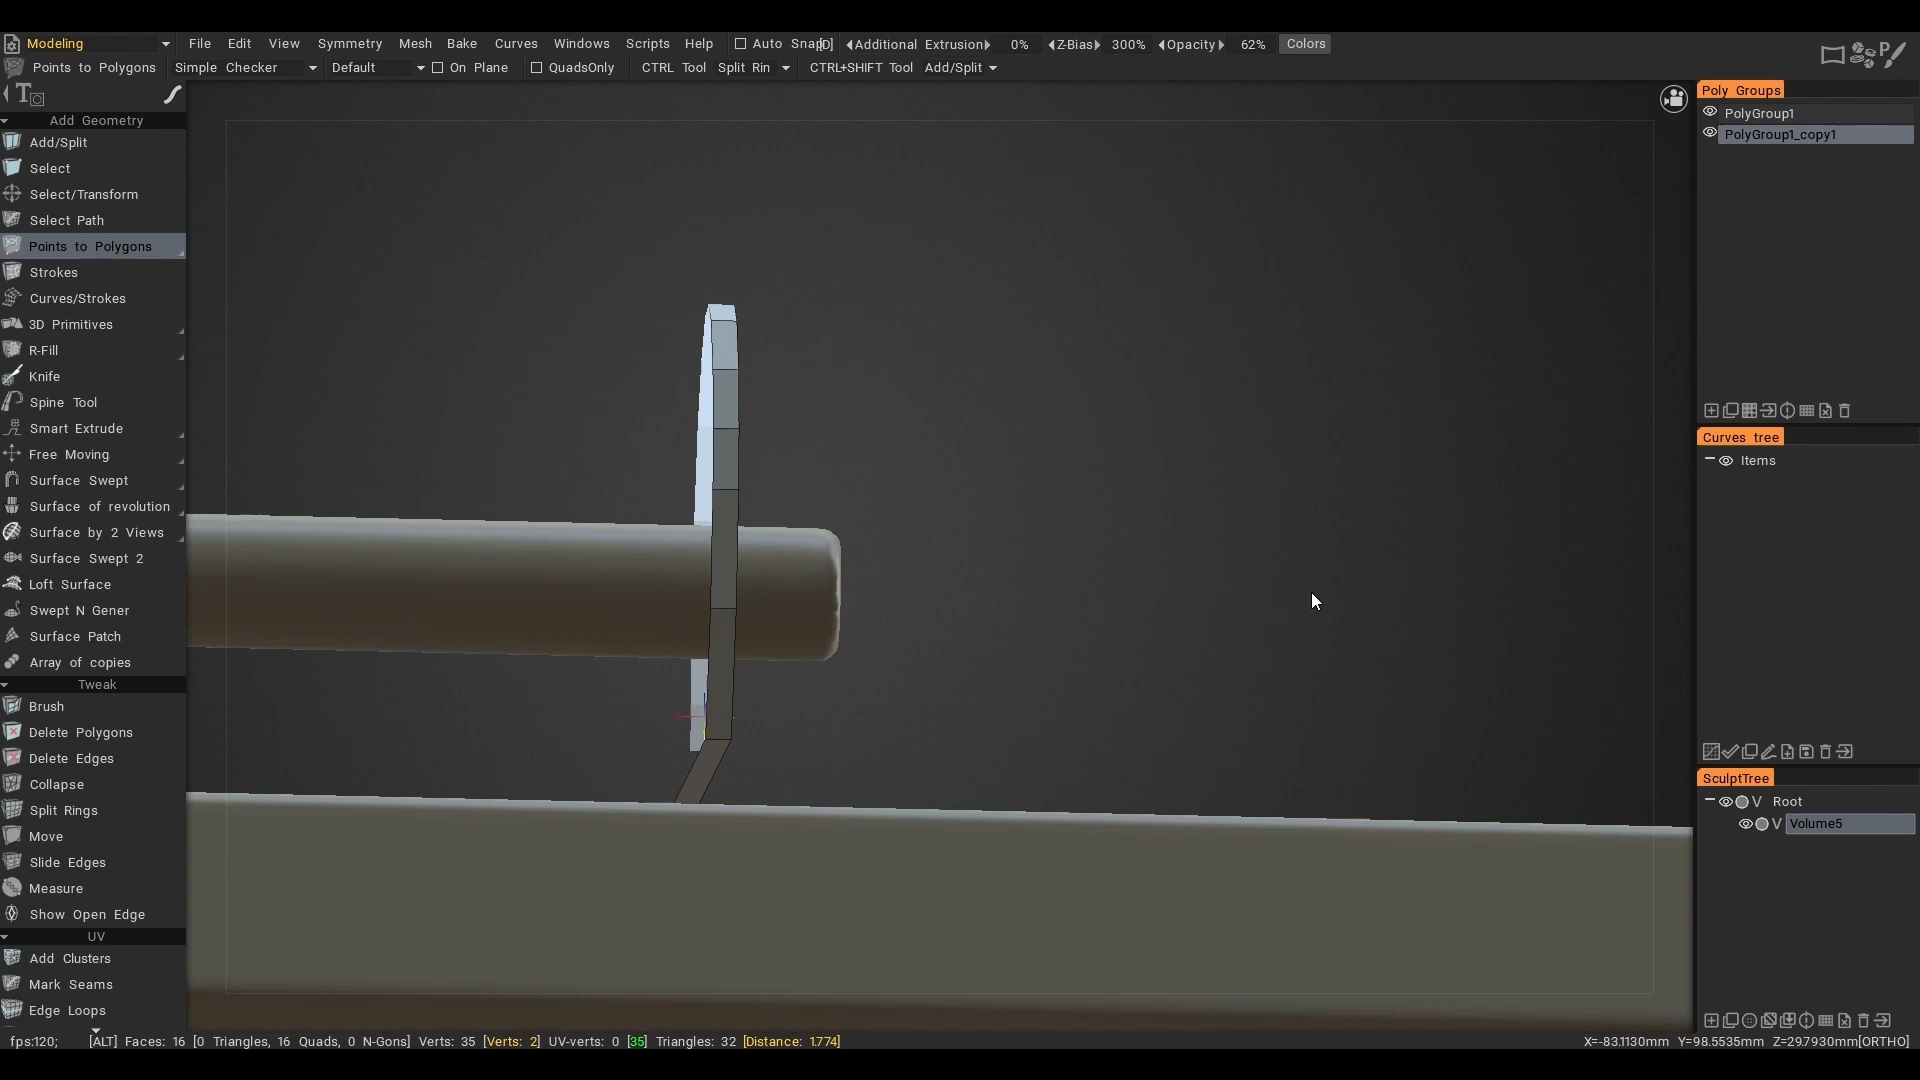 Modeling File Edit View Symmetry Mesh Bake Curves Windows Scripts Help Auto Snap [D] Additional Extrusion 0% Z-Bias 300% Opacity 62% Colors
Points to Polygons Simple Checker Default On Plane QuadsOnly CTRL Tool Split Rin CTRL+SHIFT Tool Add/Split
Add Geometry
Add/Split
Select
Select/Transform
Select Path
Points to Polygons
Strokes
Curves/Strokes
3D Primitives
R-Fill
Knife
Spine Tool
Smart Extrude
Free Moving
Surface Swept
Surface of revolution
Surface by 2 Views
Surface Swept 2
Loft Surface
Swept N Gener
Surface Patch
Array of copies
Tweak
Brush
Delete Polygons
Delete Edges
Collapse
Split Rings
Move
Slide Edges
Measure
Show Open Edge
UV
Add Clusters
Mark Seams
Edge Loops
Poly Groups
PolyGroup1
PolyGroup1_copy1
Curves tree
Items
SculptTree
V Root
V Volume5
fps:120; [ALT] Faces: 16 [0 Triangles, 16 Quads, 0 N-Gons] Verts: 35 [Verts: 2] UV-verts: 0 [35] Triangles: 32 [Distance: 1.774] X=-83.1130mm Y=98.5535mm Z=29.7930mm[ORTHO]